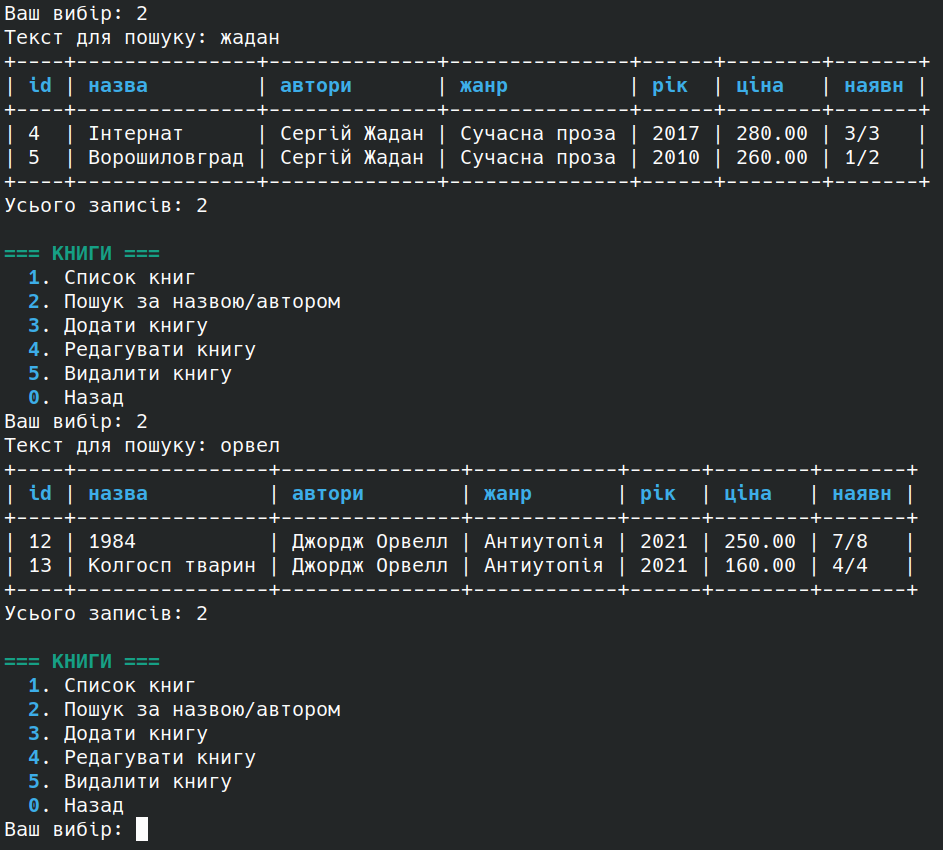 Ваш вибір: 2
Текст для пошуку: жадан
+----+---------------+--------------+---------------+------+--------+-------+
| id | назва         | автори       | жанр          | рік  | ціна   | наявн |
+----+---------------+--------------+---------------+------+--------+-------+
| 4  | Інтернат      | Сергій Жадан | Сучасна проза | 2017 | 280.00 | 3/3   |
| 5  | Ворошиловград | Сергій Жадан | Сучасна проза | 2010 | 260.00 | 1/2   |
+----+---------------+--------------+---------------+------+--------+-------+
Усього записів: 2

=== КНИГИ ===
  1. Список книг
  2. Пошук за назвою/автором
  3. Додати книгу
  4. Редагувати книгу
  5. Видалити книгу
  0. Назад
Ваш вибір: 2
Текст для пошуку: орвел
+----+----------------+---------------+------------+------+--------+-------+
| id | назва          | автори        | жанр       | рік  | ціна   | наявн |
+----+----------------+---------------+------------+------+--------+-------+
| 12 | 1984           | Джордж Орвелл | Антиутопія | 2021 | 250.00 | 7/8   |
| 13 | Колгосп тварин | Джордж Орвелл | Антиутопія | 2021 | 160.00 | 4/4   |
+----+----------------+---------------+------------+------+--------+-------+
Усього записів: 2

=== КНИГИ ===
  1. Список книг
  2. Пошук за назвою/автором
  3. Додати книгу
  4. Редагувати книгу
  5. Видалити книгу
  0. Назад
Ваш вибір: